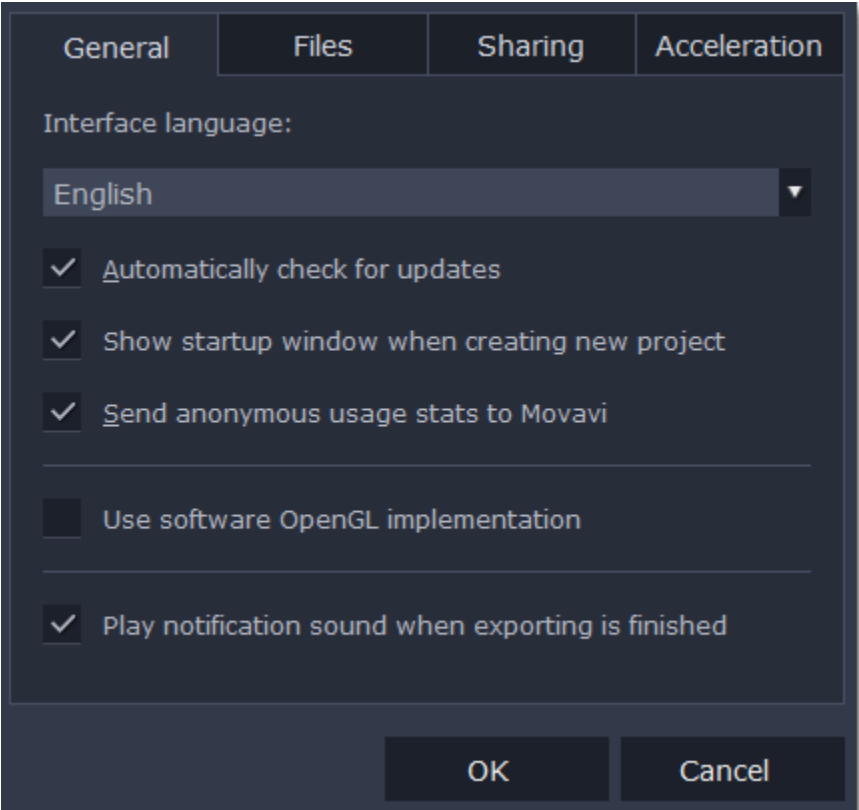 General Files Sharing Acceleration
Interface language:
English
Automatically check for updates
Show startup window when creating new project
Send anonymous usage stats to Movavi
Use software OpenGL implementation
Play notification sound when exporting is finished
OK Cancel